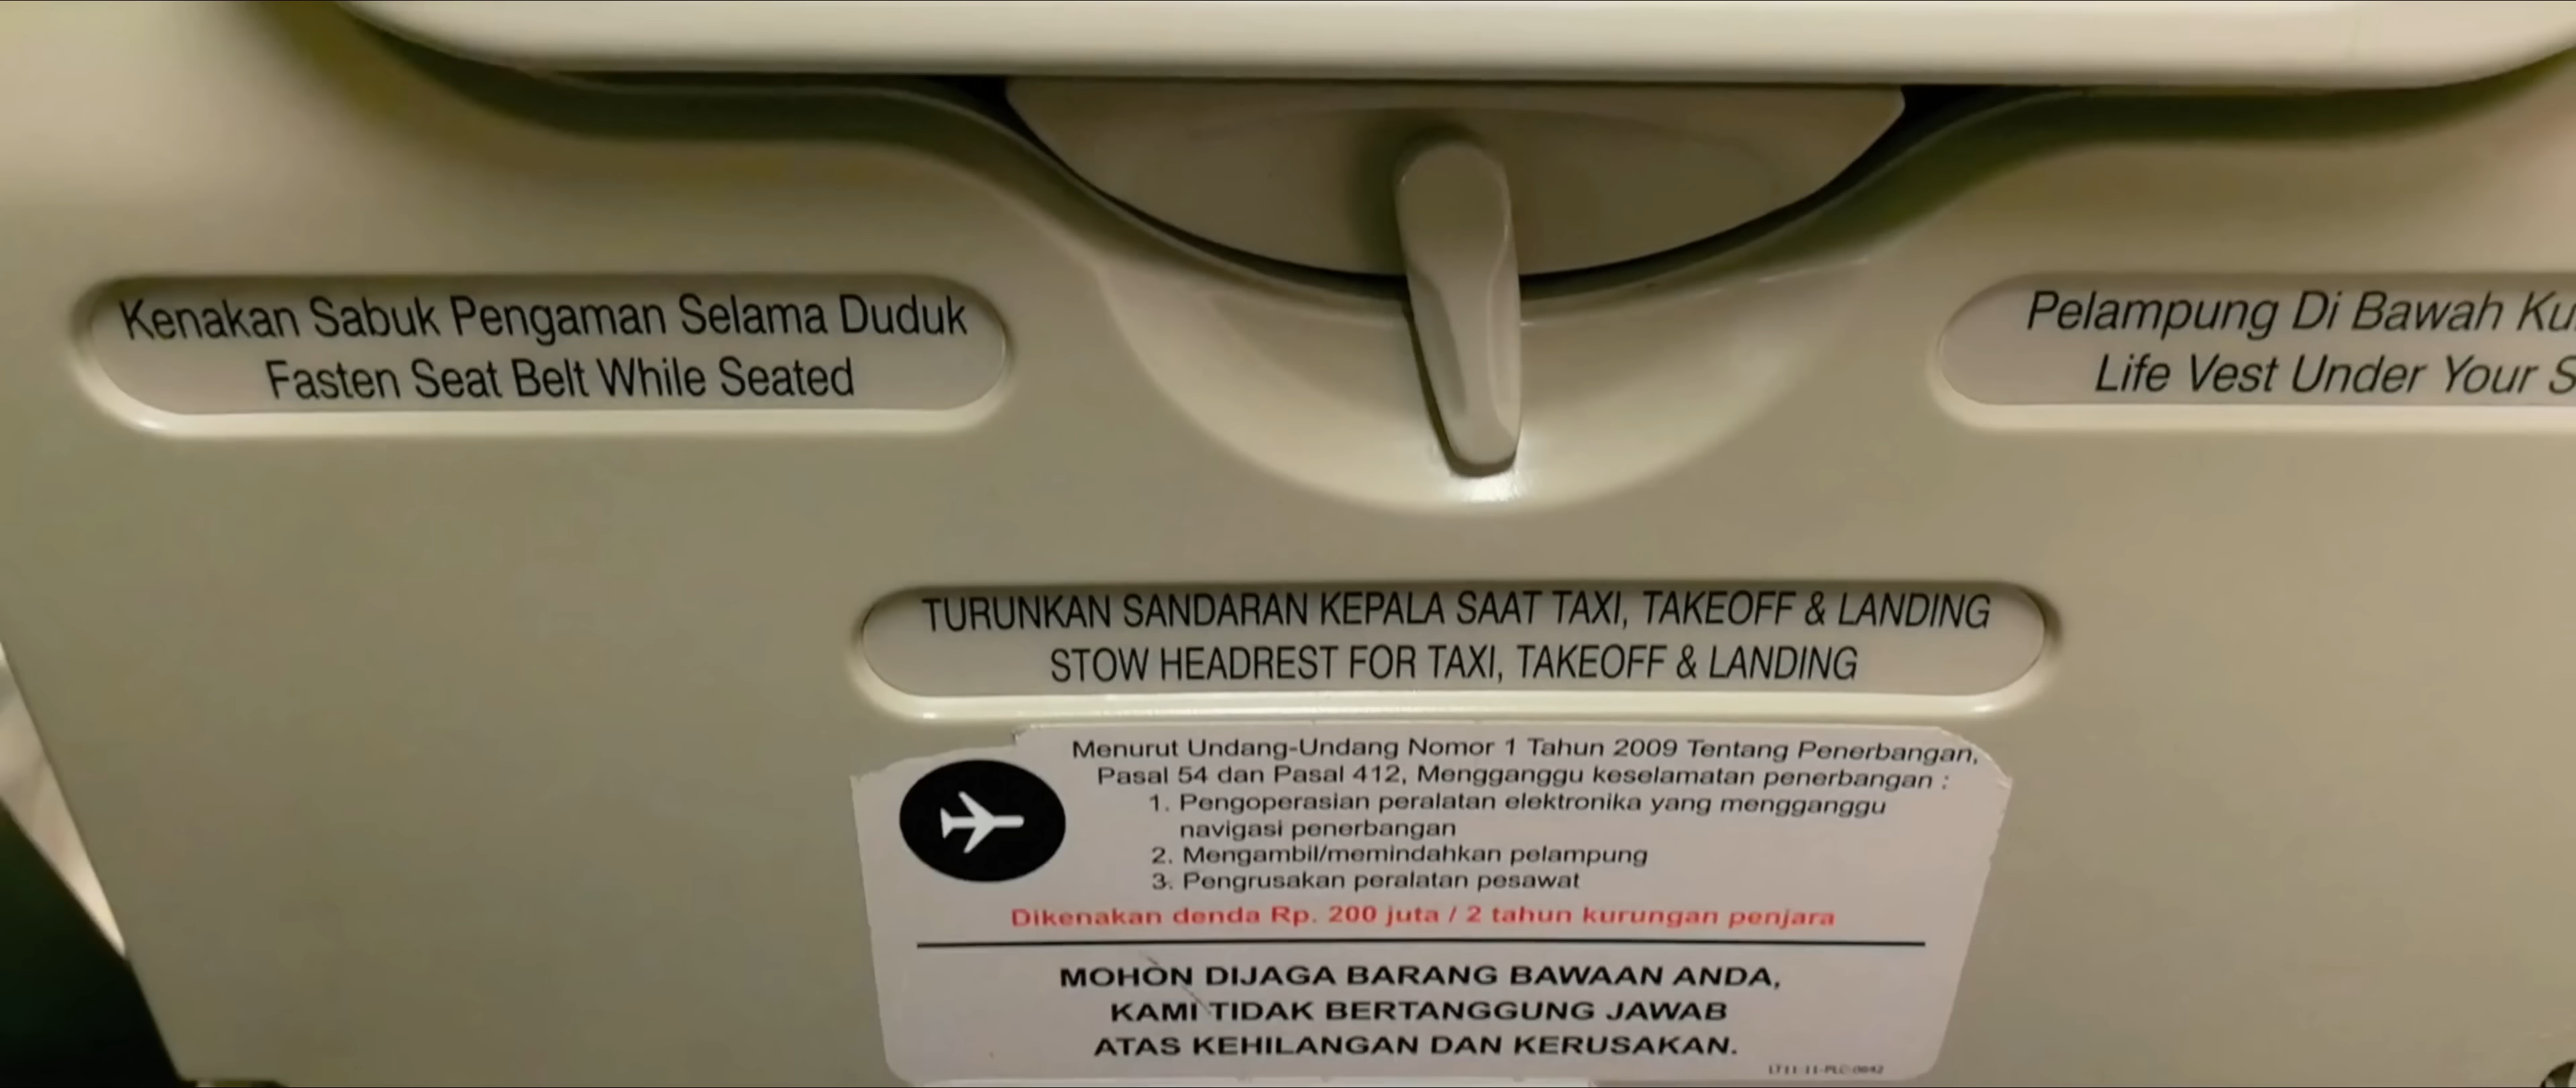 Kenakan Sabuk Pengaman Selama Duduk
Fasten Seat Belt While Seated
Pelampung Di Bawah
Life Vest Under Your
TURUNKAN SANDARAN KEPALA SAAT TAXI, TAKEOFF & LANDING
STOW HEADREST FOR TAXI, TAKEOFF & LANDING
Menurut Undang-Undang Nomor 1 Tahun 2009 Tentang Penerbangan,
Pasal 54 dan Pasal 412, Mengganggu keselamatan penerbangan :
1. Pengoperasian peralatan elektronika yang mengganggu
navigasi penerbangan
2. Mengambil/memindahkan pelampung
3. Pengrusakan peralatan pesawat
Dikenakan denda Rp. 200 juta / 2 tahun kurungan penjara
MOHON DIJAGA BARANG BAWAAN ANDA,
KAMI TIDAK BERTANGGUNG JAWAB
ATAS KEHILANGAN DAN KERUSAKAN.